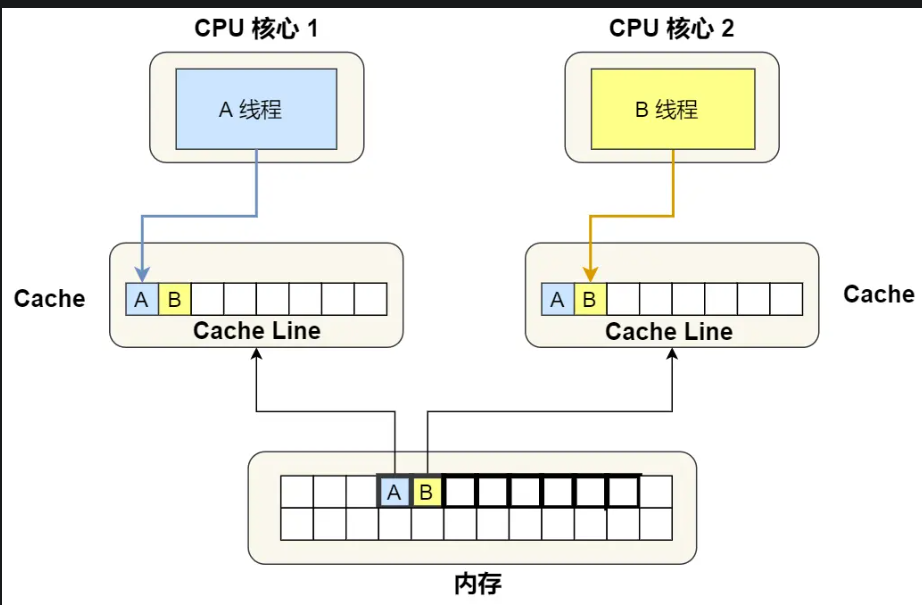 CPU 核心 1
CPU 核心 2
A 线程
B 线程
Cache
A B
Cache Line
A B
Cache Line
Cache
A B
内存